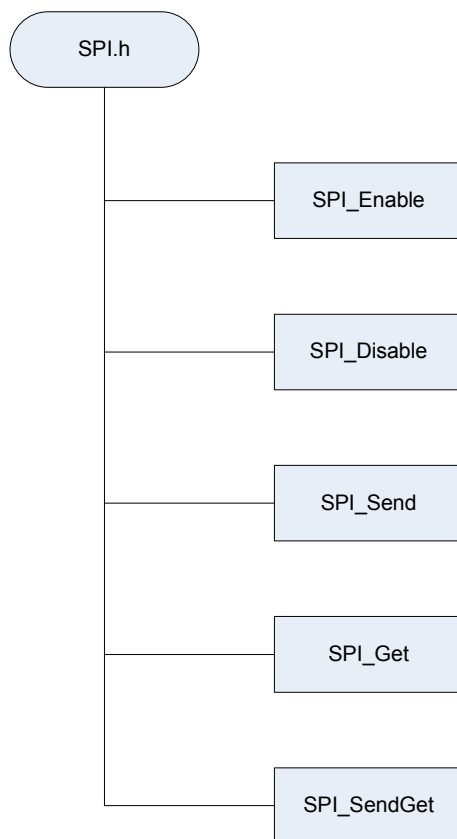 SPI.h
SPI_Enable
SPI_Disable
SPI_Send
SPI_Get
SPI_SendGet